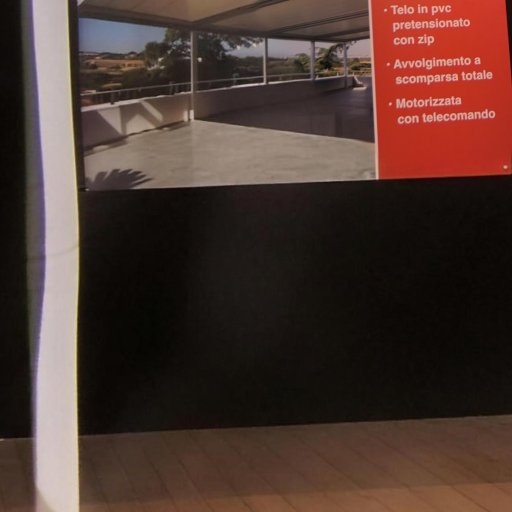 • Telo in pvc
pretensionato
con zip
• Avvolgimento a
scomparsa totale
• Motorizzata
con telecomando